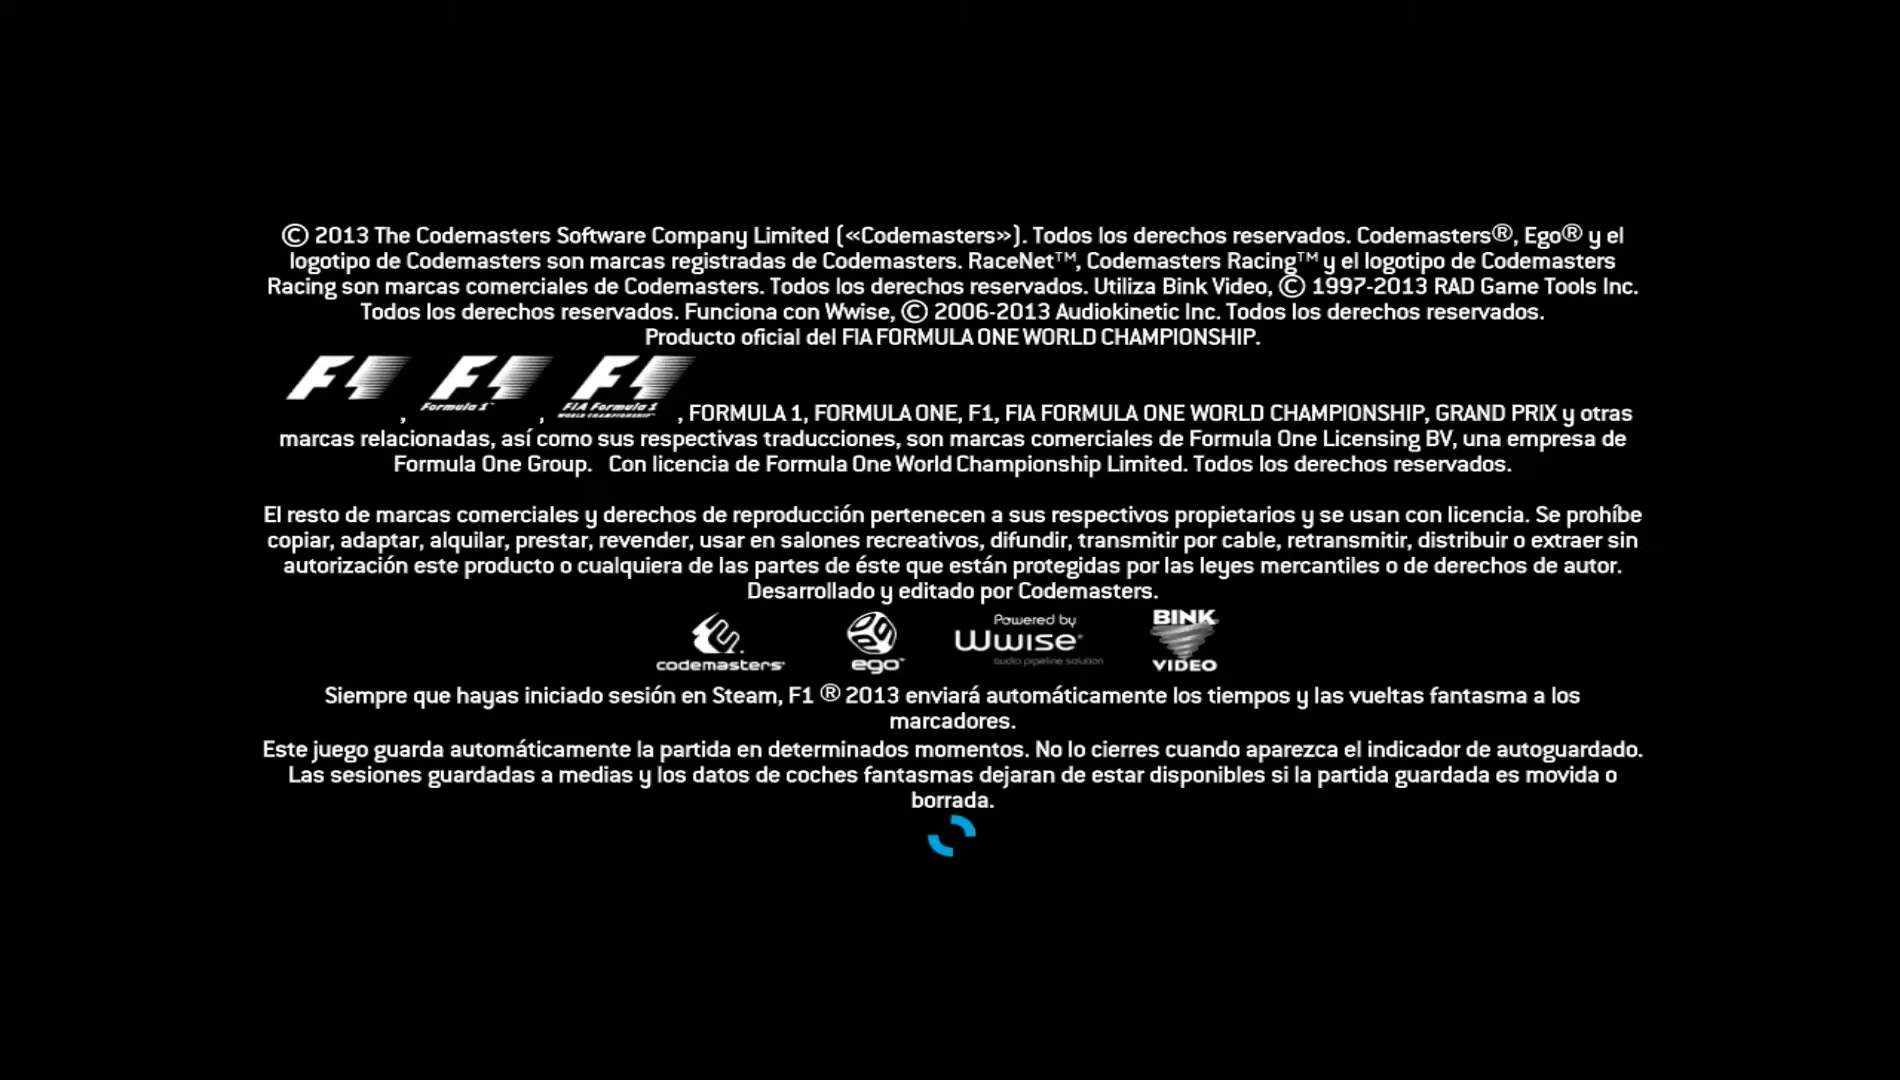 © 2013 The Codemasters Software Company Limited («Codemasters»). Todos los derechos reservados. Codemasters®, Ego® y el
logotipo de Codemasters son marcas registradas de Codemasters. RaceNet™, Codemasters Racing™ y el logotipo de Codemasters
Racing son marcas comerciales de Codemasters. Todos los derechos reservados. Utiliza Bink Video, © 1997-2013 RAD Game Tools Inc.
Todos los derechos reservados. Funciona con Wwise, © 2006-2013 Audiokinetic Inc. Todos los derechos reservados.
Producto oficial del FIA FORMULA ONE WORLD CHAMPIONSHIP.
F1, F1 Formula 1™, F1 FIA Formula 1 WORLD CHAMPIONSHIP™, FORMULA 1, FORMULA ONE, F1, FIA FORMULA ONE WORLD CHAMPIONSHIP, GRAND PRIX y otras
marcas relacionadas, así como sus respectivas traducciones, son marcas comerciales de Formula One Licensing BV, una empresa de
Formula One Group. Con licencia de Formula One World Championship Limited. Todos los derechos reservados.
El resto de marcas comerciales y derechos de reproducción pertenecen a sus respectivos propietarios y se usan con licencia. Se prohíbe
copiar, adaptar, alquilar, prestar, revender, usar en salones recreativos, difundir, transmitir por cable, retransmitir, distribuir o extraer sin
autorización este producto o cualquiera de las partes de éste que están protegidas por las leyes mercantiles o de derechos de autor.
Desarrollado y editado por Codemasters.
codemasters® ego™ Powered by Wwise® audio pipeline solution BINK VIDEO
Siempre que hayas iniciado sesión en Steam, F1 ® 2013 enviará automáticamente los tiempos y las vueltas fantasma a los
marcadores.
Este juego guarda automáticamente la partida en determinados momentos. No lo cierres cuando aparezca el indicador de autoguardado.
Las sesiones guardadas a medias y los datos de coches fantasmas dejaran de estar disponibles si la partida guardada es movida o
borrada.